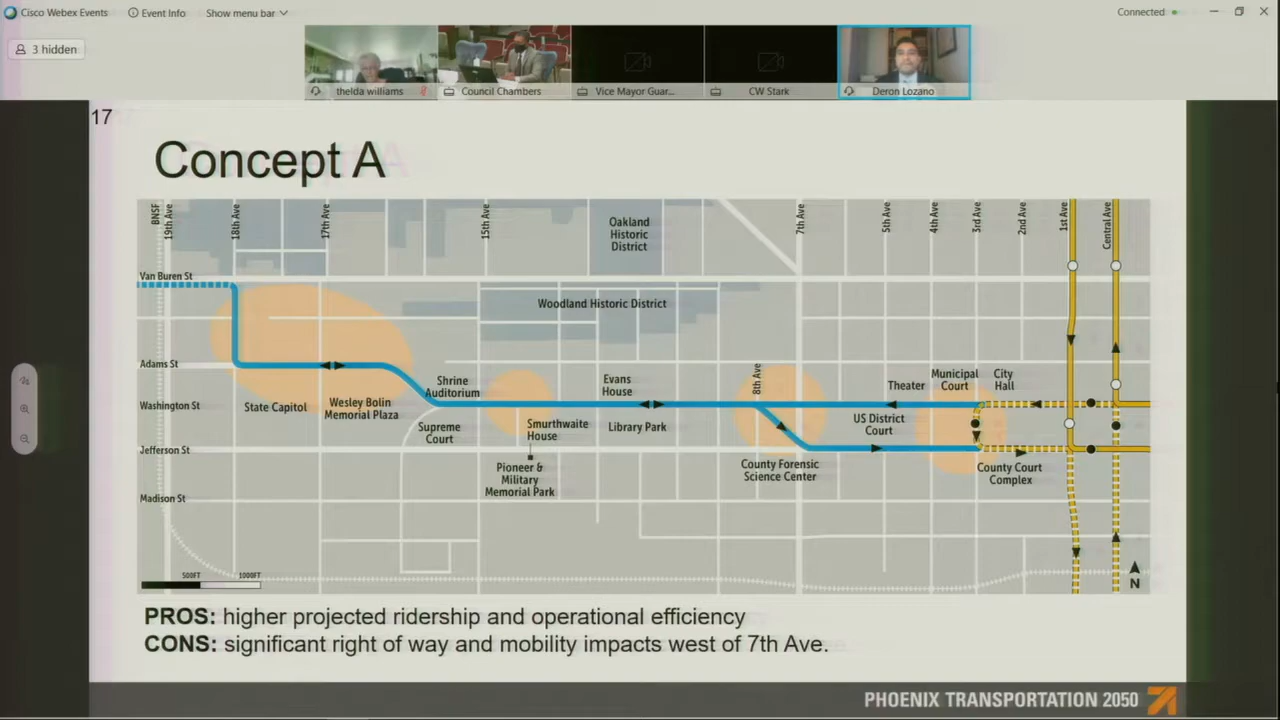 Cisco Webex Events
Event Info
Show menu bar
Connected
3 hidden
thelda williams
Council Chambers
Vice Mayor Guar...
CW Stark
Deron Lozano
17
Concept A
BNSF
19th Ave
18th Ave
17th Ave
15th Ave
Oakland
Historic
District
7th Ave
5th Ave
4th Ave
3rd Ave
2nd Ave
1st Ave
Central Ave
Van Buren St
Woodland Historic District
Adams St
8th Ave
Shrine
Auditorium
Evans
House
Theater
Municipal
Court
City
Hall
Washington St
State Capitol
Wesley Bolin
Memorial Plaza
Supreme
Court
Smurthwaite
House
Library Park
US District
Court
Jefferson St
Pioneer &
Military
Memorial Park
County Forensic
Science Center
County Court
Complex
Madison St
500FT
1000FT
N
PROS: higher projected ridership and operational efficiency
CONS: significant right of way and mobility impacts west of 7th Ave.
PHOENIX TRANSPORTATION 2050